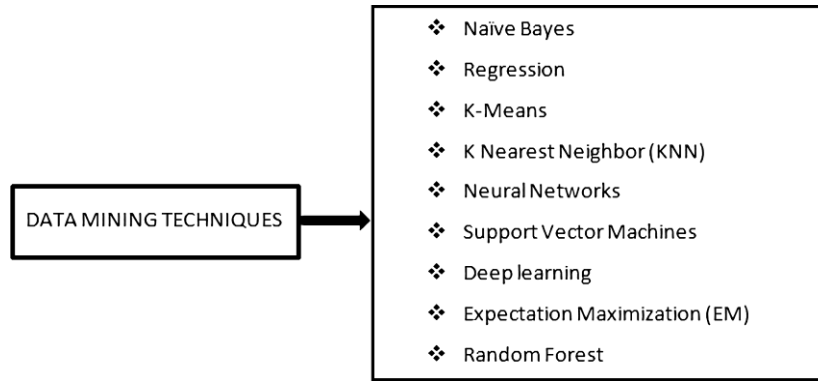 DATA MINING TECHNIQUES
❖ Naïve Bayes
❖ Regression
❖ K-Means
❖ K Nearest Neighbor (KNN)
❖ Neural Networks
❖ Support Vector Machines
❖ Deep learning
❖ Expectation Maximization (EM)
❖ Random Forest